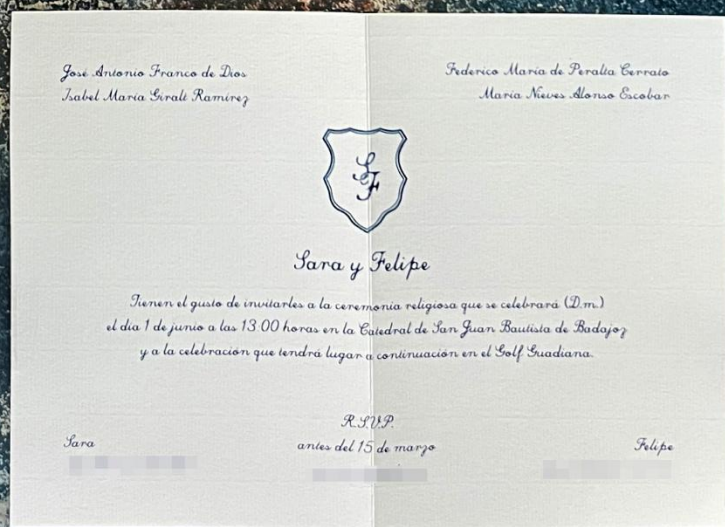 José Antonio Franco de Dios
Isabel María Giralt Ramírez
Federico María de Peralta Cerrato
María Nieves Alonso Escobar
S
F
Sara y Felipe
Tienen el gusto de invitarles a la ceremonia religiosa que se celebrará (D.m.)
el día 1 de junio a las 13.00 horas en la Catedral de San Juan Bautista de Badajoz
y a la celebración que tendrá lugar a continuación en el Golf Guadiana.
R.S.V.P.
antes del 15 de marzo
Sara
Felipe